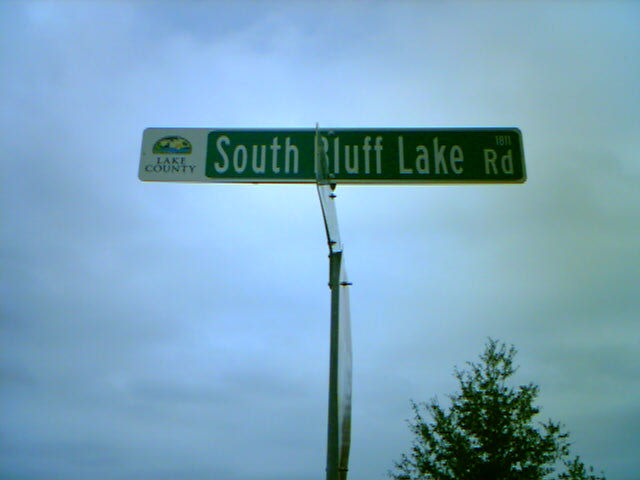 LAKE
COUNTY
South Bluff Lake Rd
1811